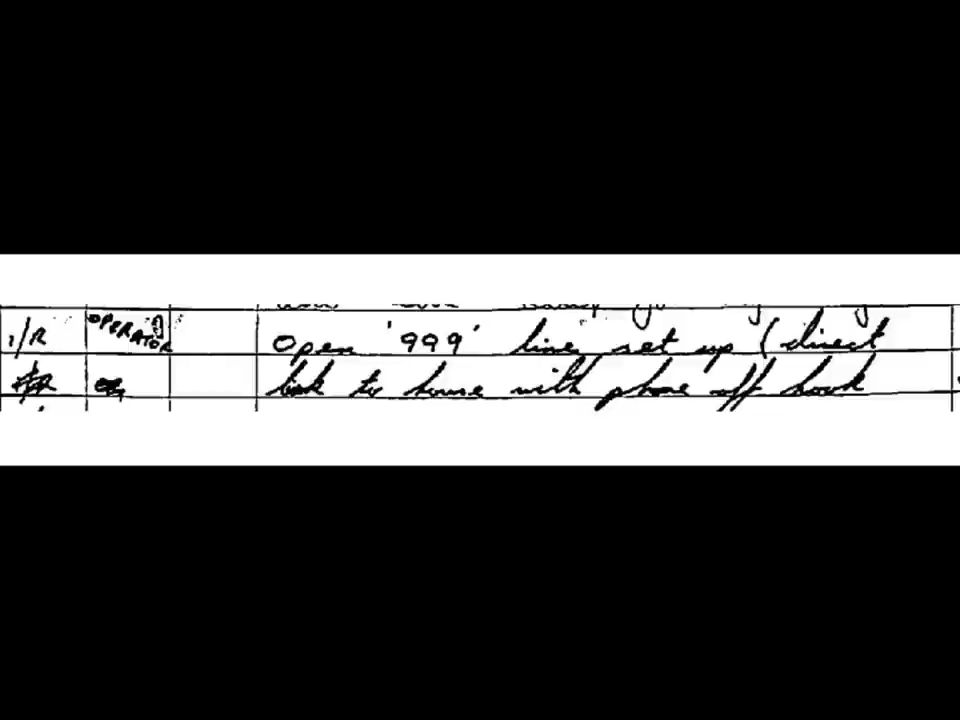 I/R OPERATOR Open '999' line set up (direct
link to house with phone off hook